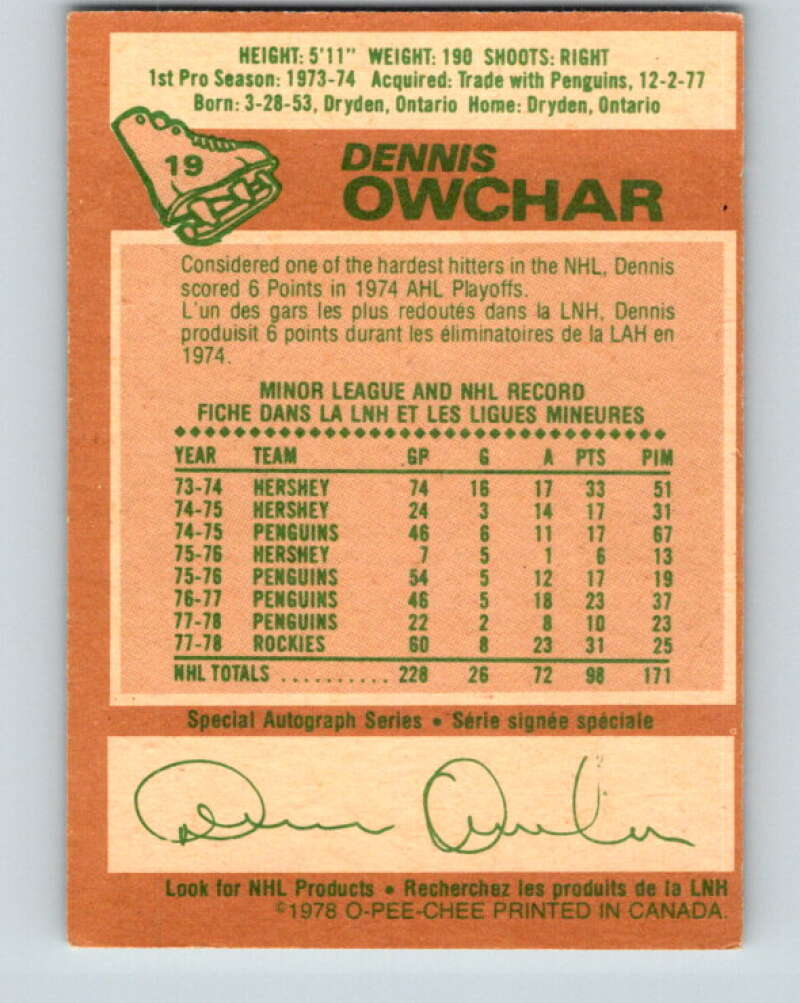 HEIGHT: 5'11" WEIGHT: 190 SHOOTS: RIGHT
1st Pro Season: 1973-74 Acquired: Trade with Penguins, 12-2-77
Born: 3-28-53, Dryden, Ontario Home: Dryden, Ontario
19
DENNIS
OWCHAR
Considered one of the hardest hitters in the NHL, Dennis
scored 6 Points in 1974 AHL Playoffs.
L'un des gars les plus redoutés dans la LNH, Dennis
produisit 6 points durant les éliminatoires de la LAH en
1974.
MINOR LEAGUE AND NHL RECORD
FICHE DANS LA LNH ET LES LIGUES MINEURES
YEAR TEAM GP G A PTS PIM
73-74 HERSHEY 74 16 17 33 51
74-75 HERSHEY 24 3 14 17 31
74-75 PENGUINS 46 6 11 17 67
75-76 HERSHEY 7 5 1 6 13
75-76 PENGUINS 54 5 12 17 19
76-77 PENGUINS 46 5 18 23 37
77-78 PENGUINS 22 2 8 10 23
77-78 ROCKIES 60 8 23 31 25
NHL TOTALS .......... 228 26 72 98 171
Special Autograph Series • Série signée spéciale
Dennis Owchar
Look for NHL Products • Recherchez les produits de la LNH
©1978 O-PEE-CHEE PRINTED IN CANADA.